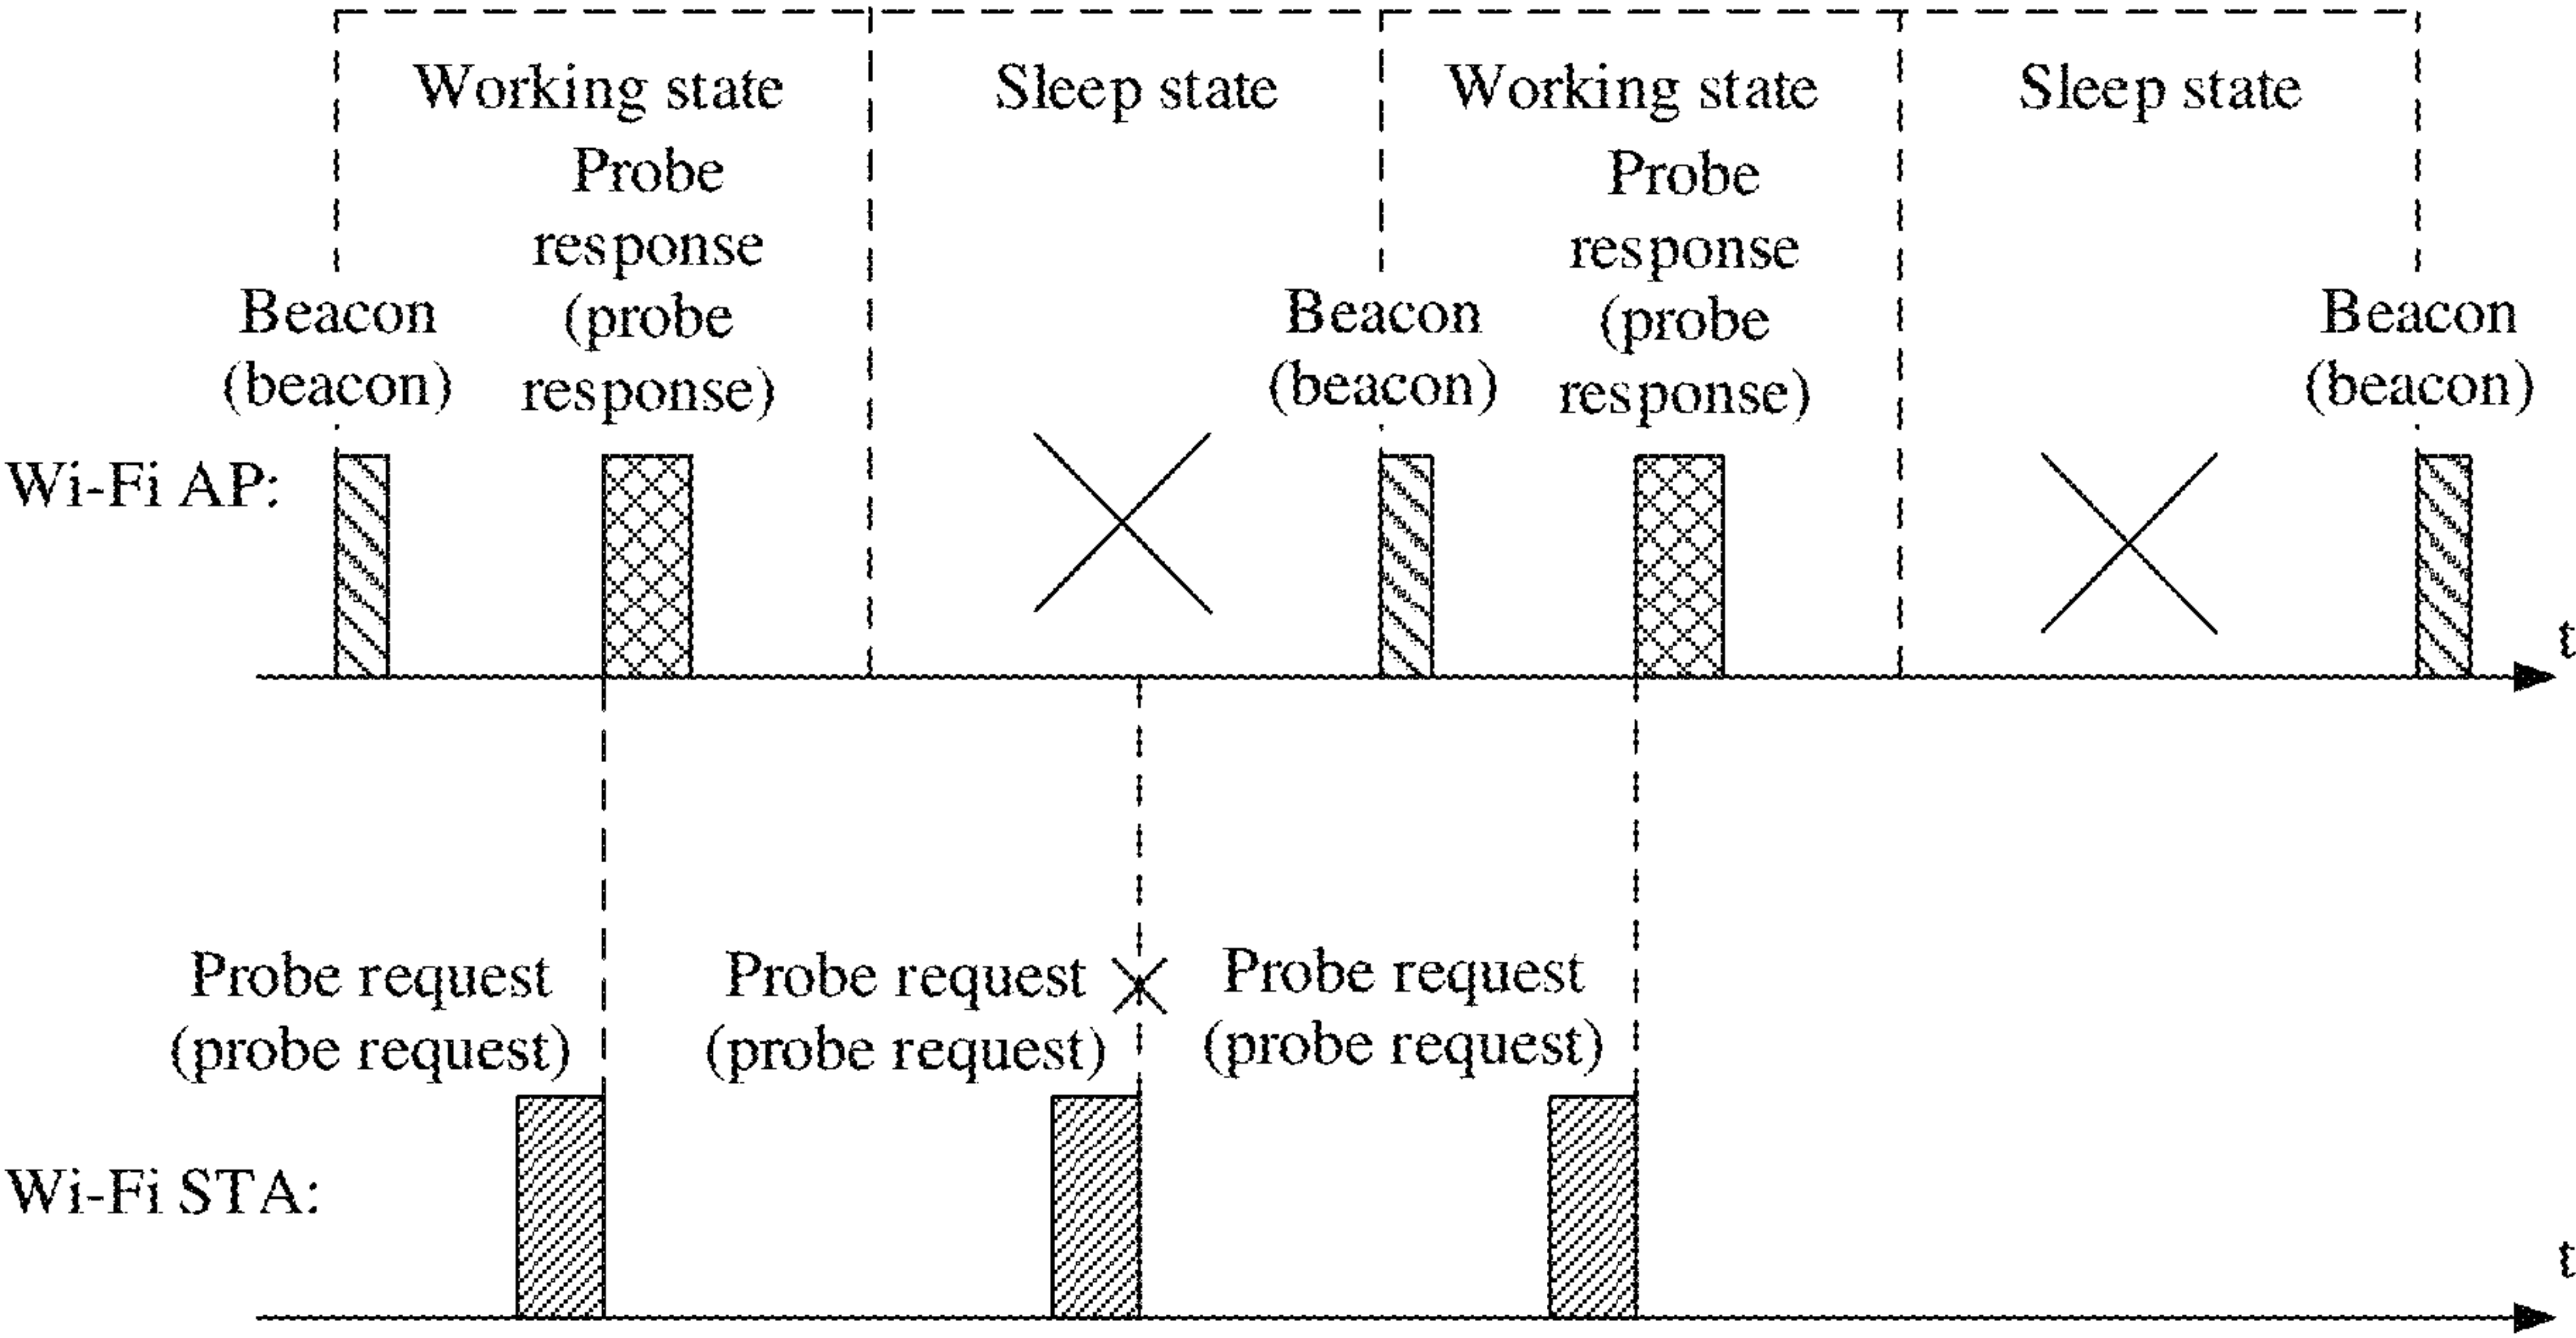 Working state
Sleep state
Working state
Sleep state
Probe
response
(probe
response)
Probe
response
(probe
response)
Beacon
(beacon)
Beacon
(beacon)
Beacon
(beacon)
Wi-Fi AP:
t
Probe request
(probe request)
Probe request
(probe request)
Probe request
(probe request)
Wi-Fi STA:
t